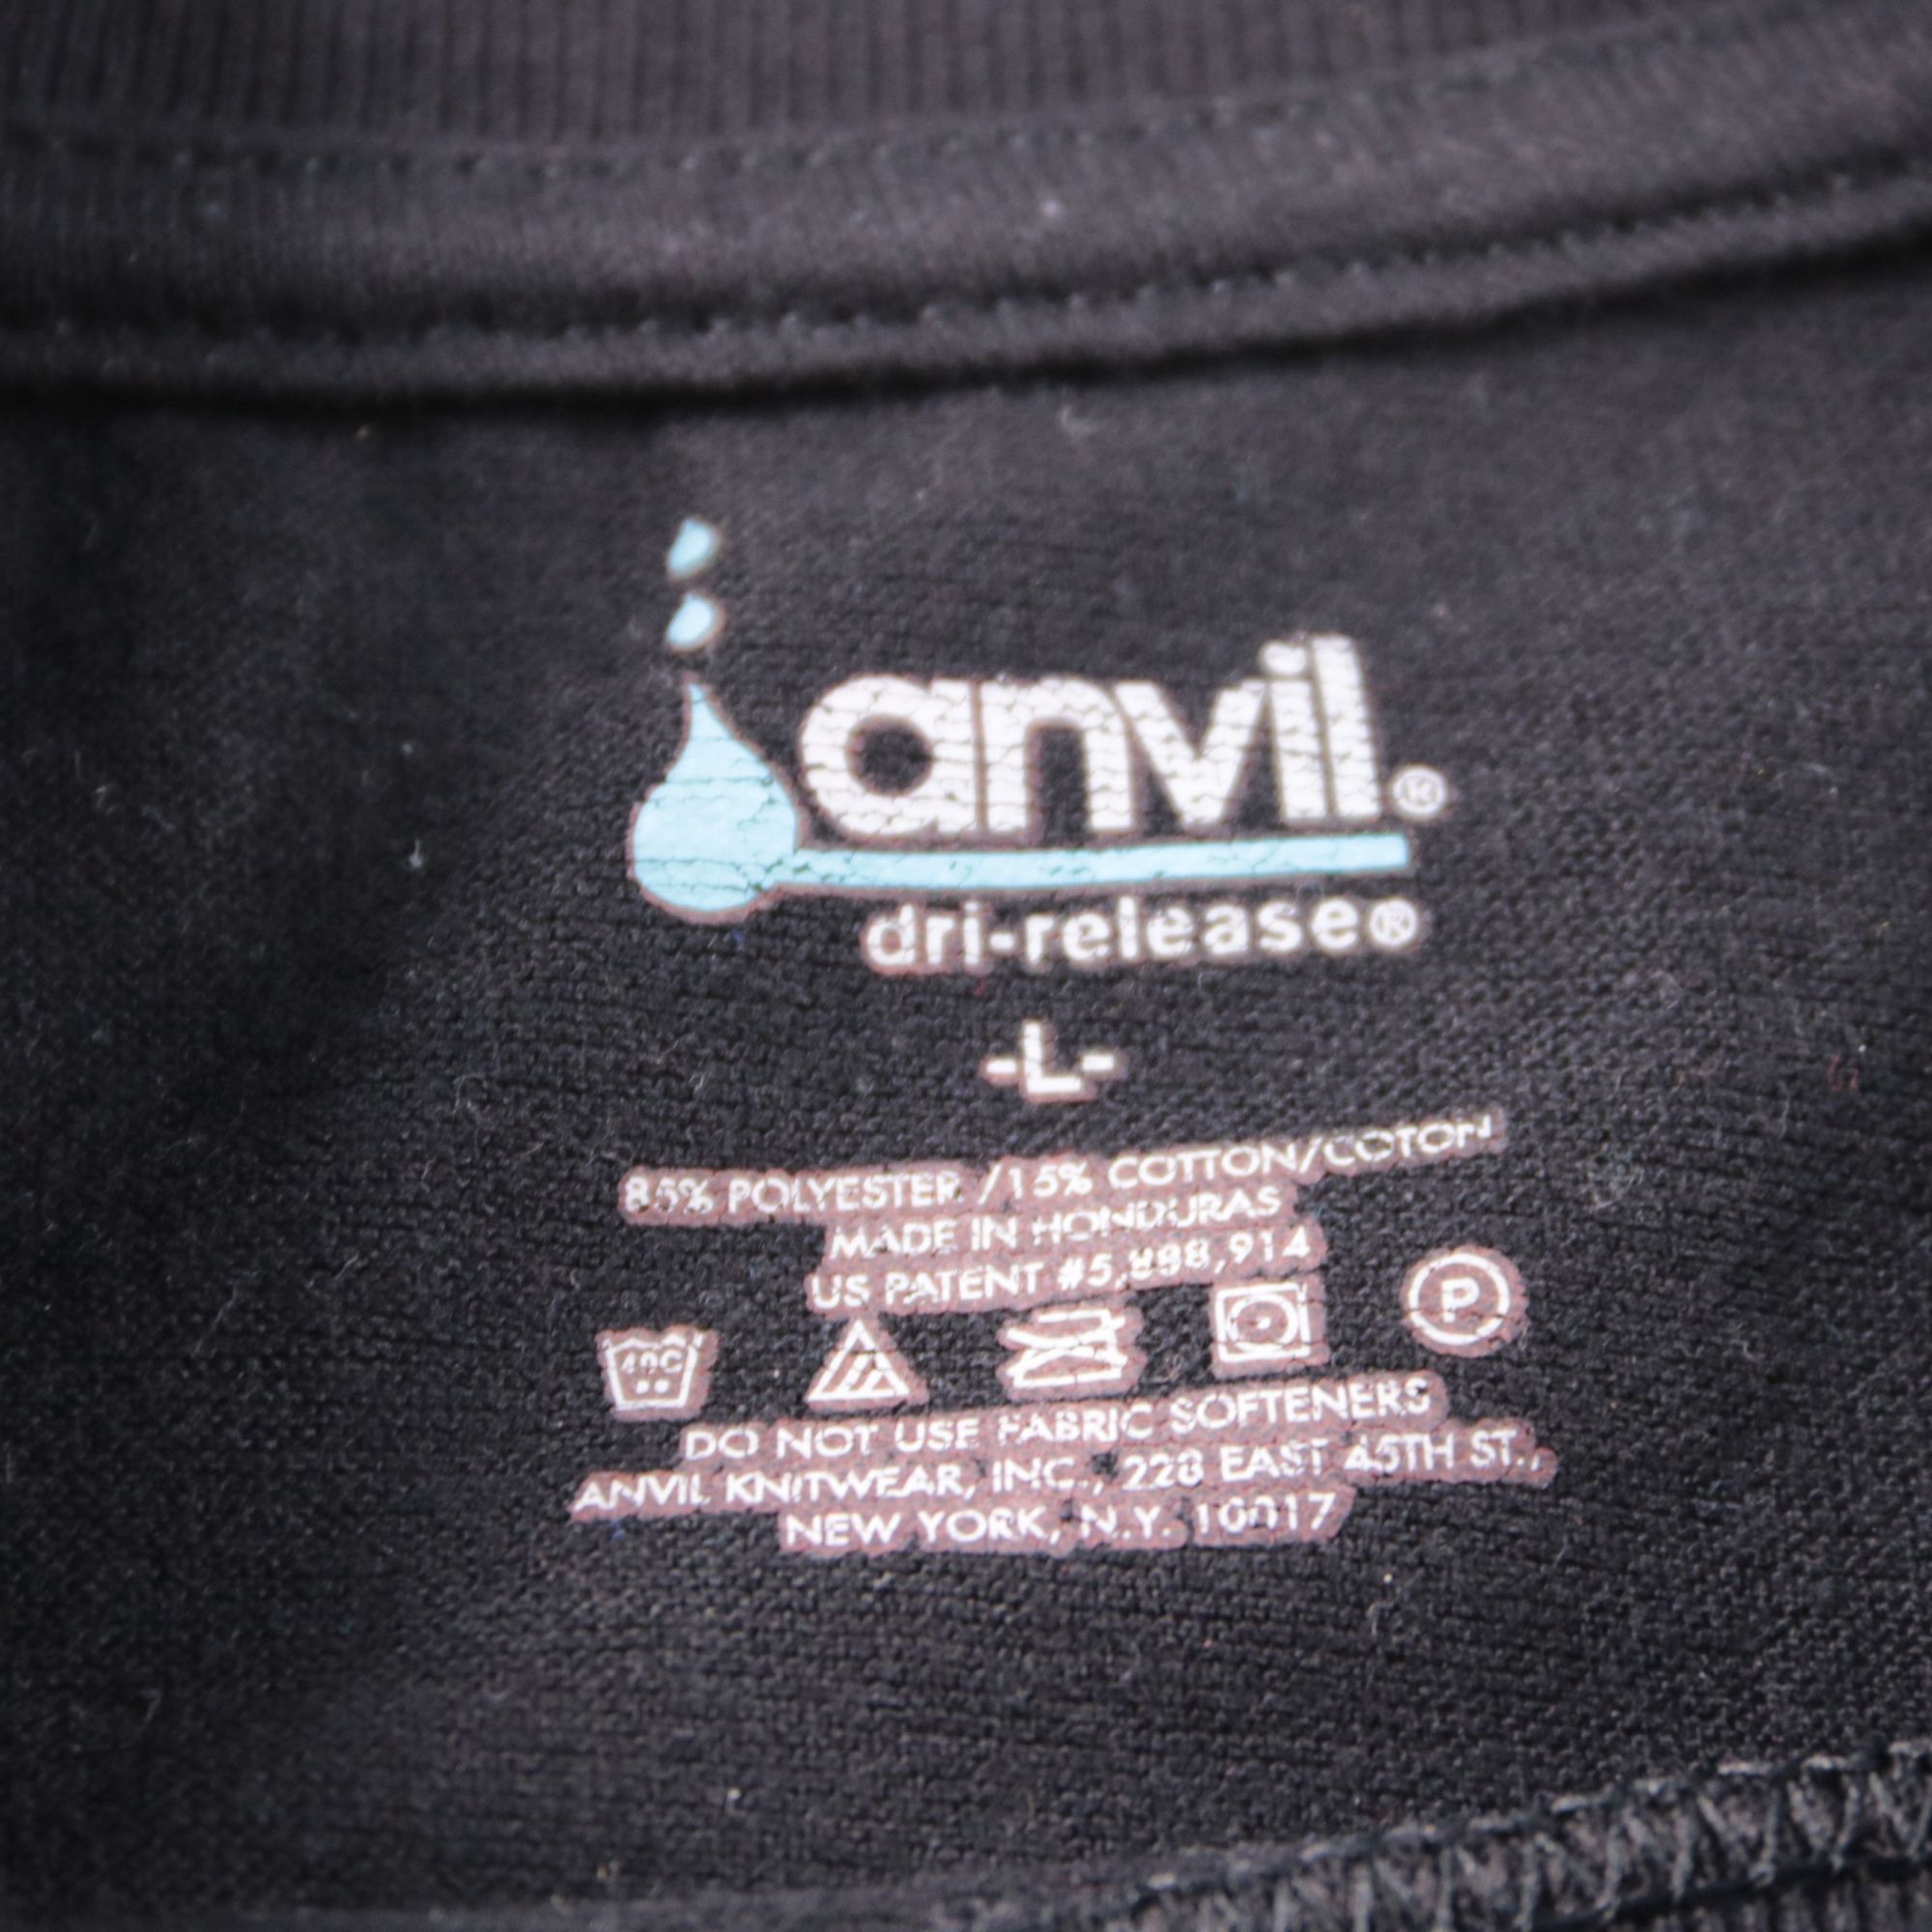 anvil.®
dri-release®
-L-
85% POLYESTER /15% COTTON/COTON
MADE IN HONDURAS
US PATENT #5,888,914
40C
P
DO NOT USE FABRIC SOFTENERS
ANVIL KNITWEAR, INC., 228 EAST 45TH ST.,
NEW YORK, N.Y. 10017